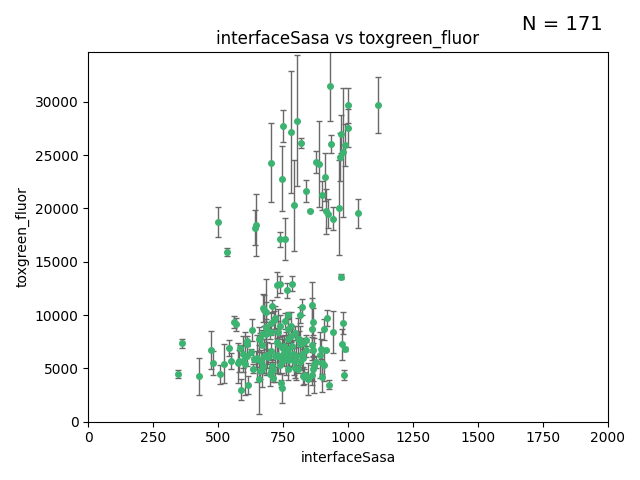 N = 171
interfaceSasa vs toxgreen_fluor
toxgreen_fluor
30000
25000
20000
15000
10000
5000
0
0 250 500 750 1000 1250 1500 1750 2000
interfaceSasa